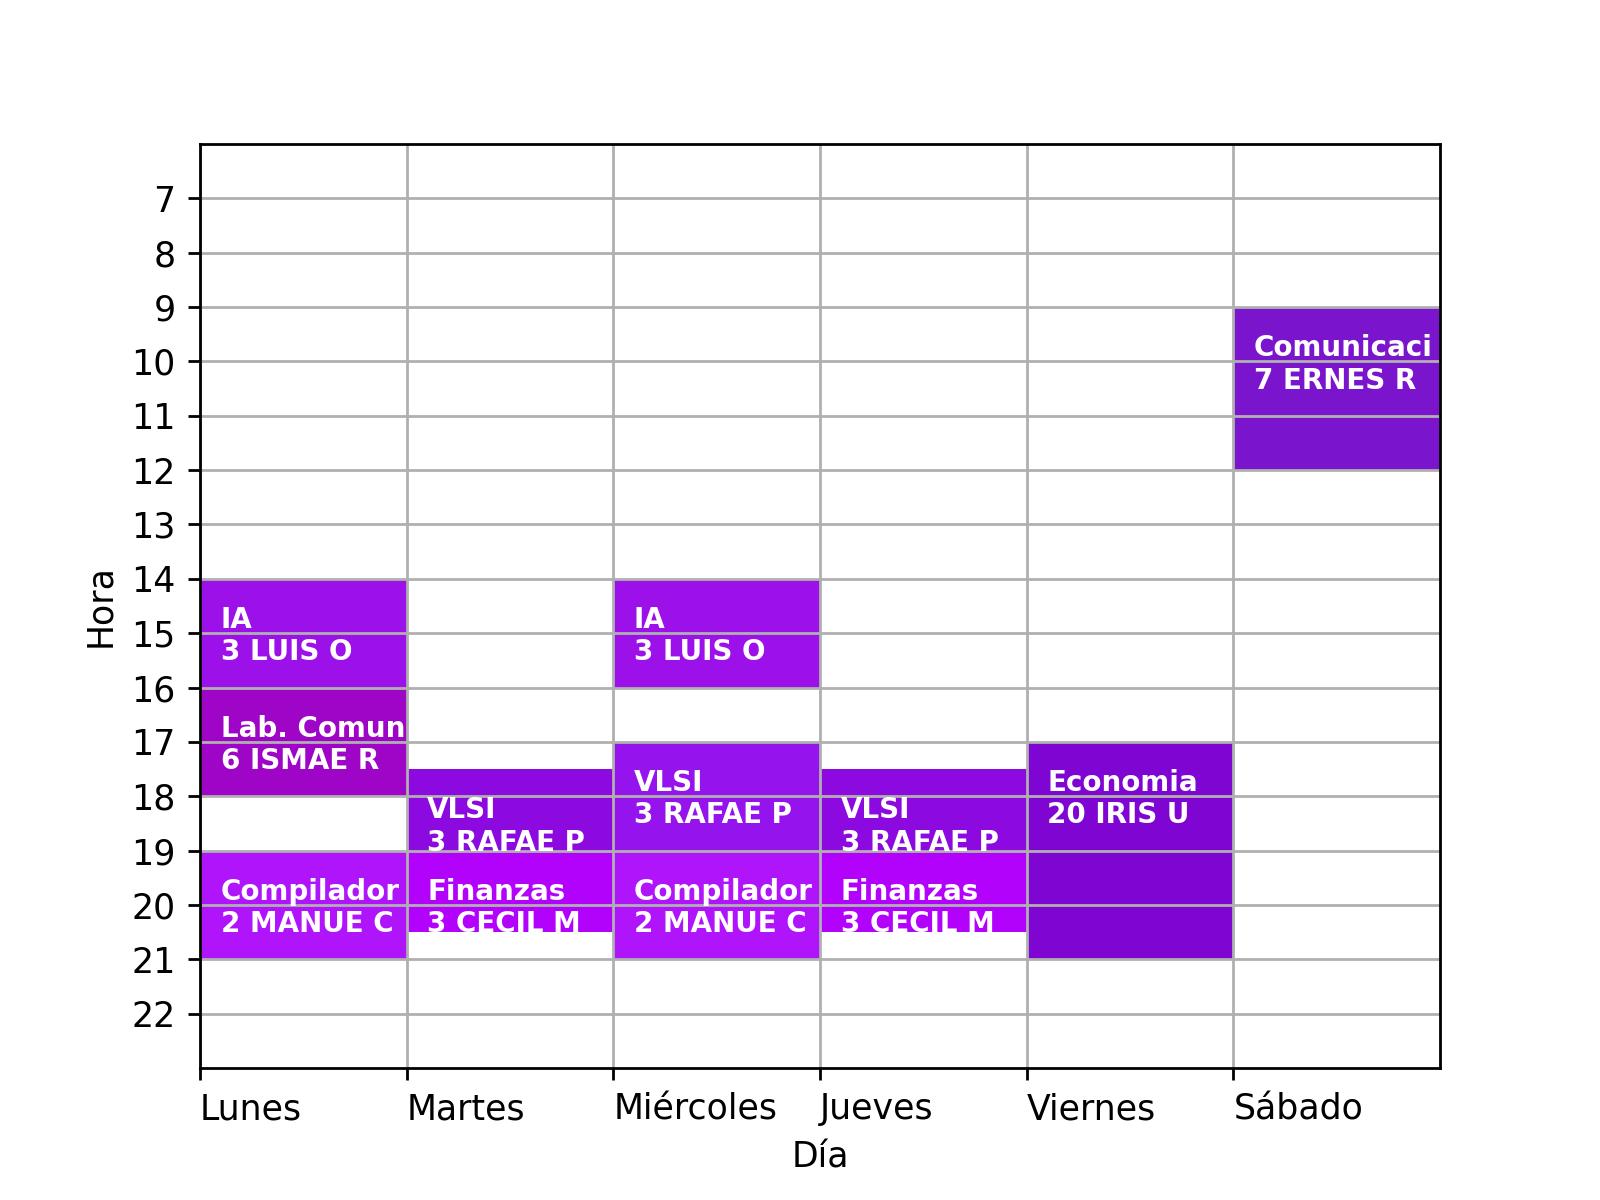 7
8
9
10
11
12
13
14
15
16
17
18
19
20
21
22
Hora
Comunicaci
7 ERNES R
IA
3 LUIS O
IA
3 LUIS O
Lab. Comun
6 ISMAE R
VLSI
3 RAFAE P
VLSI
3 RAFAE P
VLSI
3 RAFAE P
Economia
20 IRIS U
Compilador
2 MANUE C
Finanzas
3 CECIL M
Compilador
2 MANUE C
Finanzas
3 CECIL M
Lunes Martes Miércoles Jueves Viernes Sábado
Día